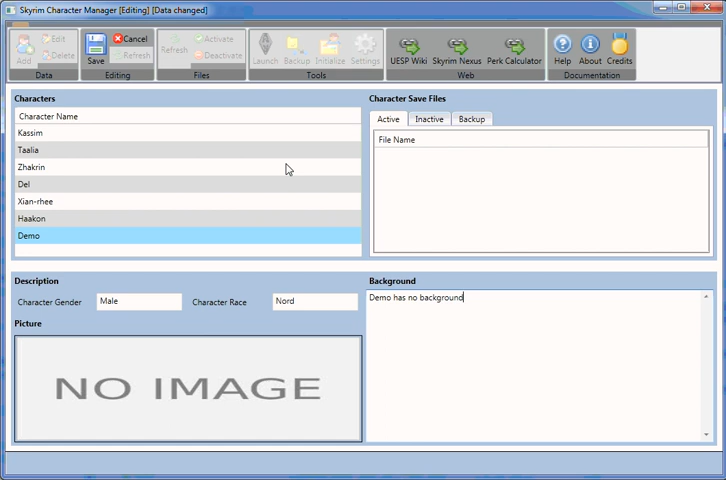 Skyrim Character Manager [Editing] [Data changed]
Add
Edit
Delete
Data
Save
Cancel
Refresh
Editing
Refresh
Activate
Deactivate
Files
Launch
Backup
Initialize
Settings
Tools
UESP Wiki
Skyrim Nexus
Perk Calculator
Web
Help
About
Credits
Documentation
Characters
Character Name
Kassim
Taalia
Zhakrin
Del
Xian-rhee
Haakon
Demo
Character Save Files
Active
Inactive
Backup
File Name
Description
Character Gender
Male
Character Race
Nord
Picture
NO IMAGE
Background
Demo has no background